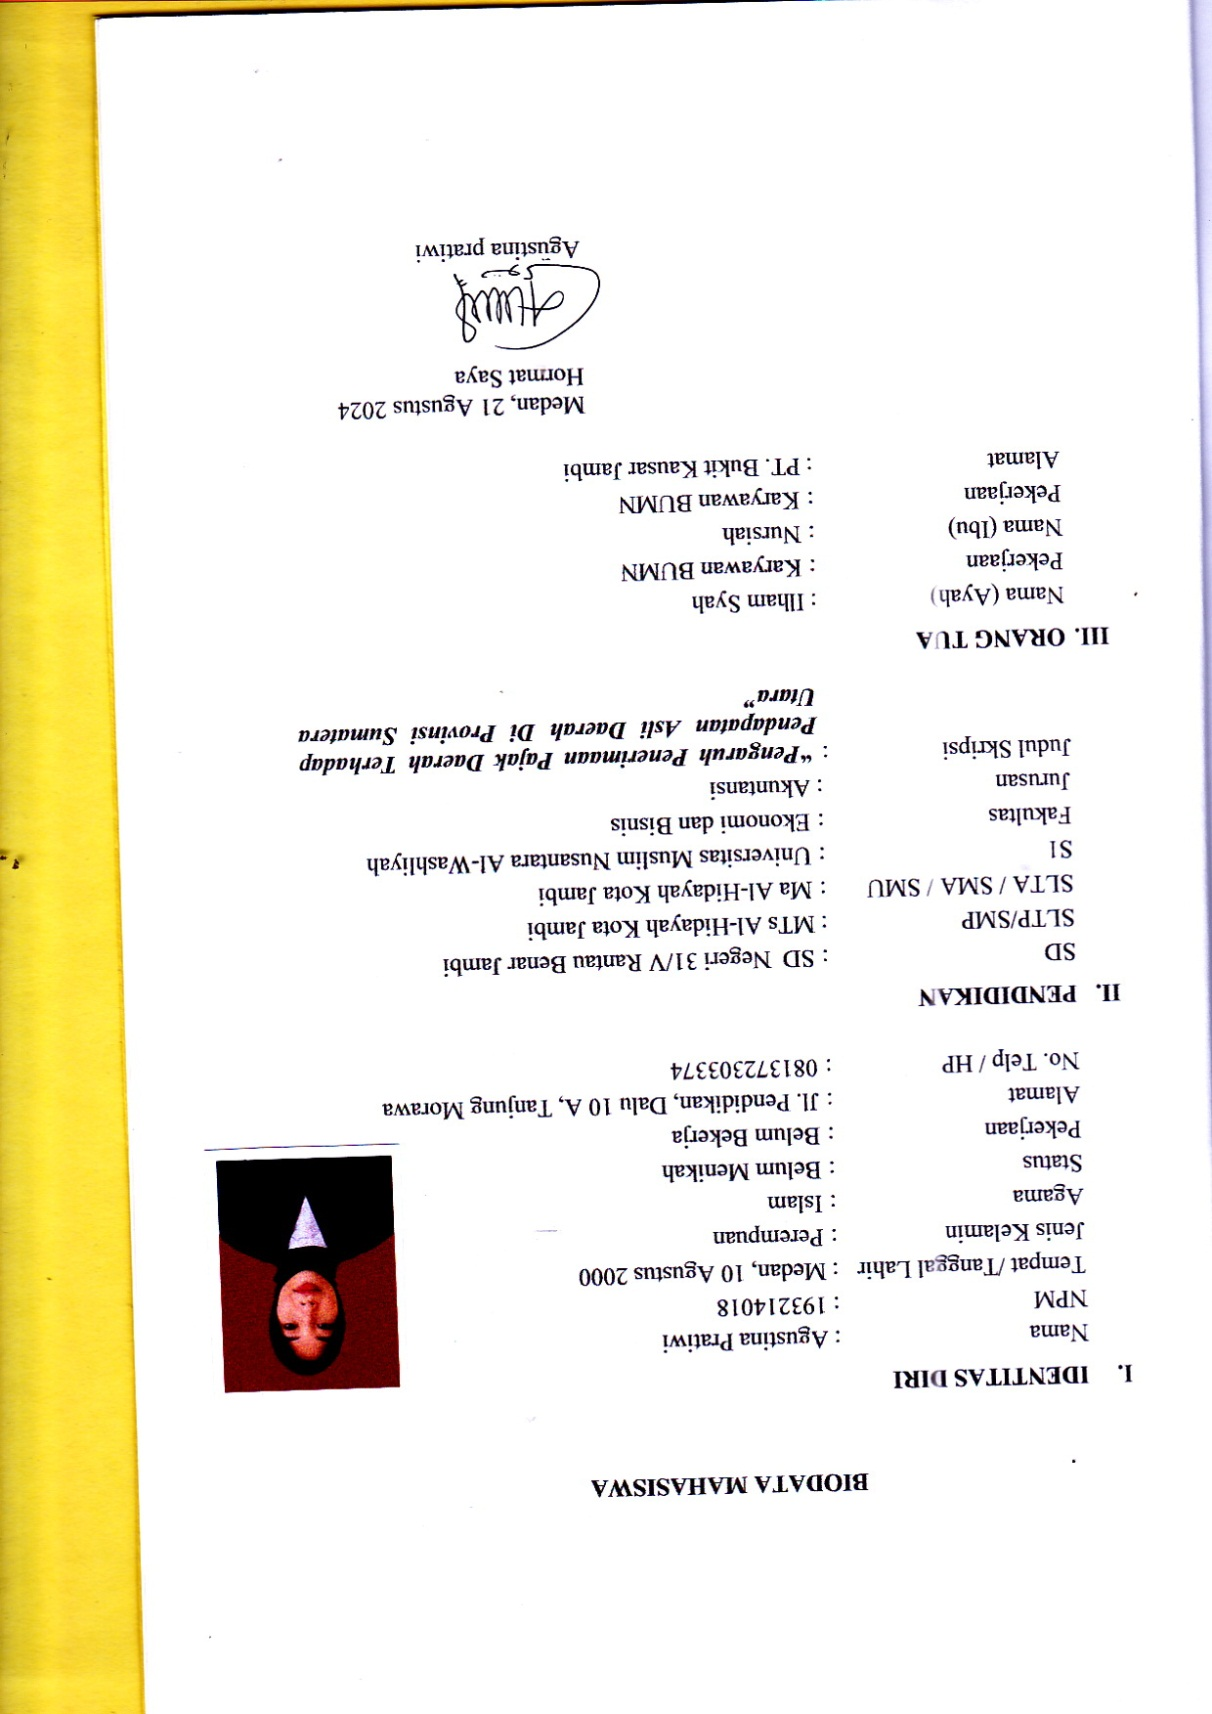 BIODATA MAHASISWA
I. IDENTITAS DIRI
Nama : Agustina Pratiwi
NPM : 193214018
Tempat /Tanggal Lahir : Medan, 10 Agustus 2000
Jenis Kelamin : Perempuan
Agama : Islam
Status : Belum Menikah
Pekerjaan : Belum Bekerja
Alamat : Jl. Pendidikan, Dalu 10 A, Tanjung Morawa
No. Telp / HP : 081372303374
II. PENDIDIKAN
SD : SD Negeri 31/V Rantau Benar Jambi
SLTP/SMP : MTs Al-Hidayah Kota Jambi
SLTA / SMA / SMU : Ma Al-Hidayah Kota Jambi
S1 : Universitas Muslim Nusantara Al-Washliyah
Fakultas : Ekonomi dan Bisnis
Jurusan : Akuntansi
Judul Skripsi : “Pengaruh Penerimaan Pajak Daerah Terhadap
Pendapatan Asli Daerah Di Provinsi Sumatera
Utara”
III. ORANG TUA
Nama (Ayah) : Ilham Syah
Pekerjaan : Karyawan BUMN
Nama (Ibu) : Nursiah
Pekerjaan : Karyawan BUMN
Alamat : PT. Bukit Kausar Jambi
Medan, 21 Agustus 2024
Hormat Saya
Agustina pratiwi